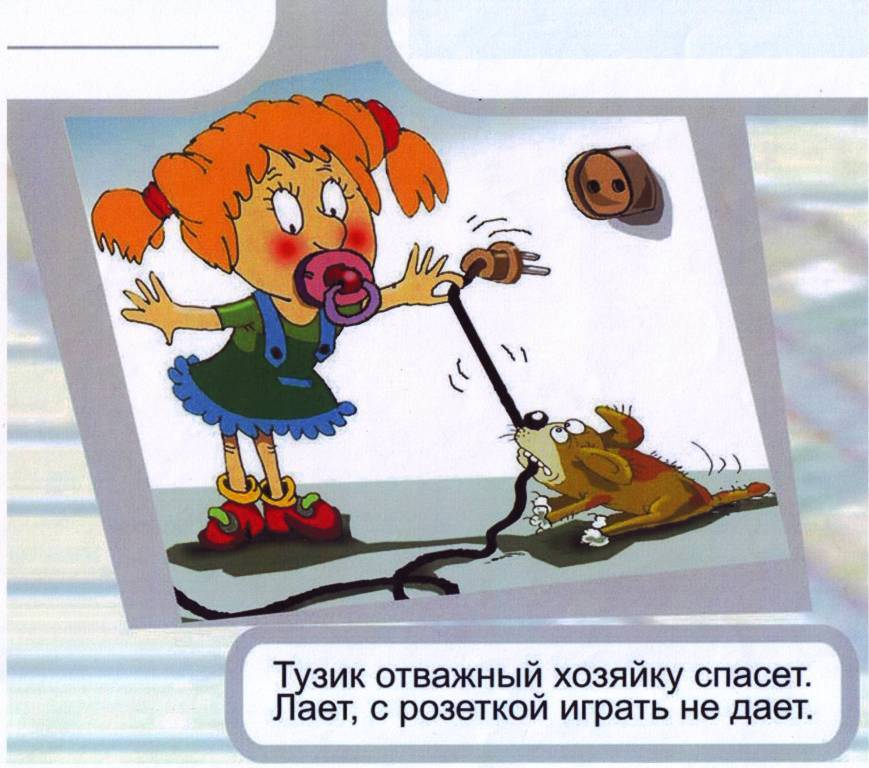 Тузик отважный хозяйку спасет.
Лает, с розеткой играть не дает.